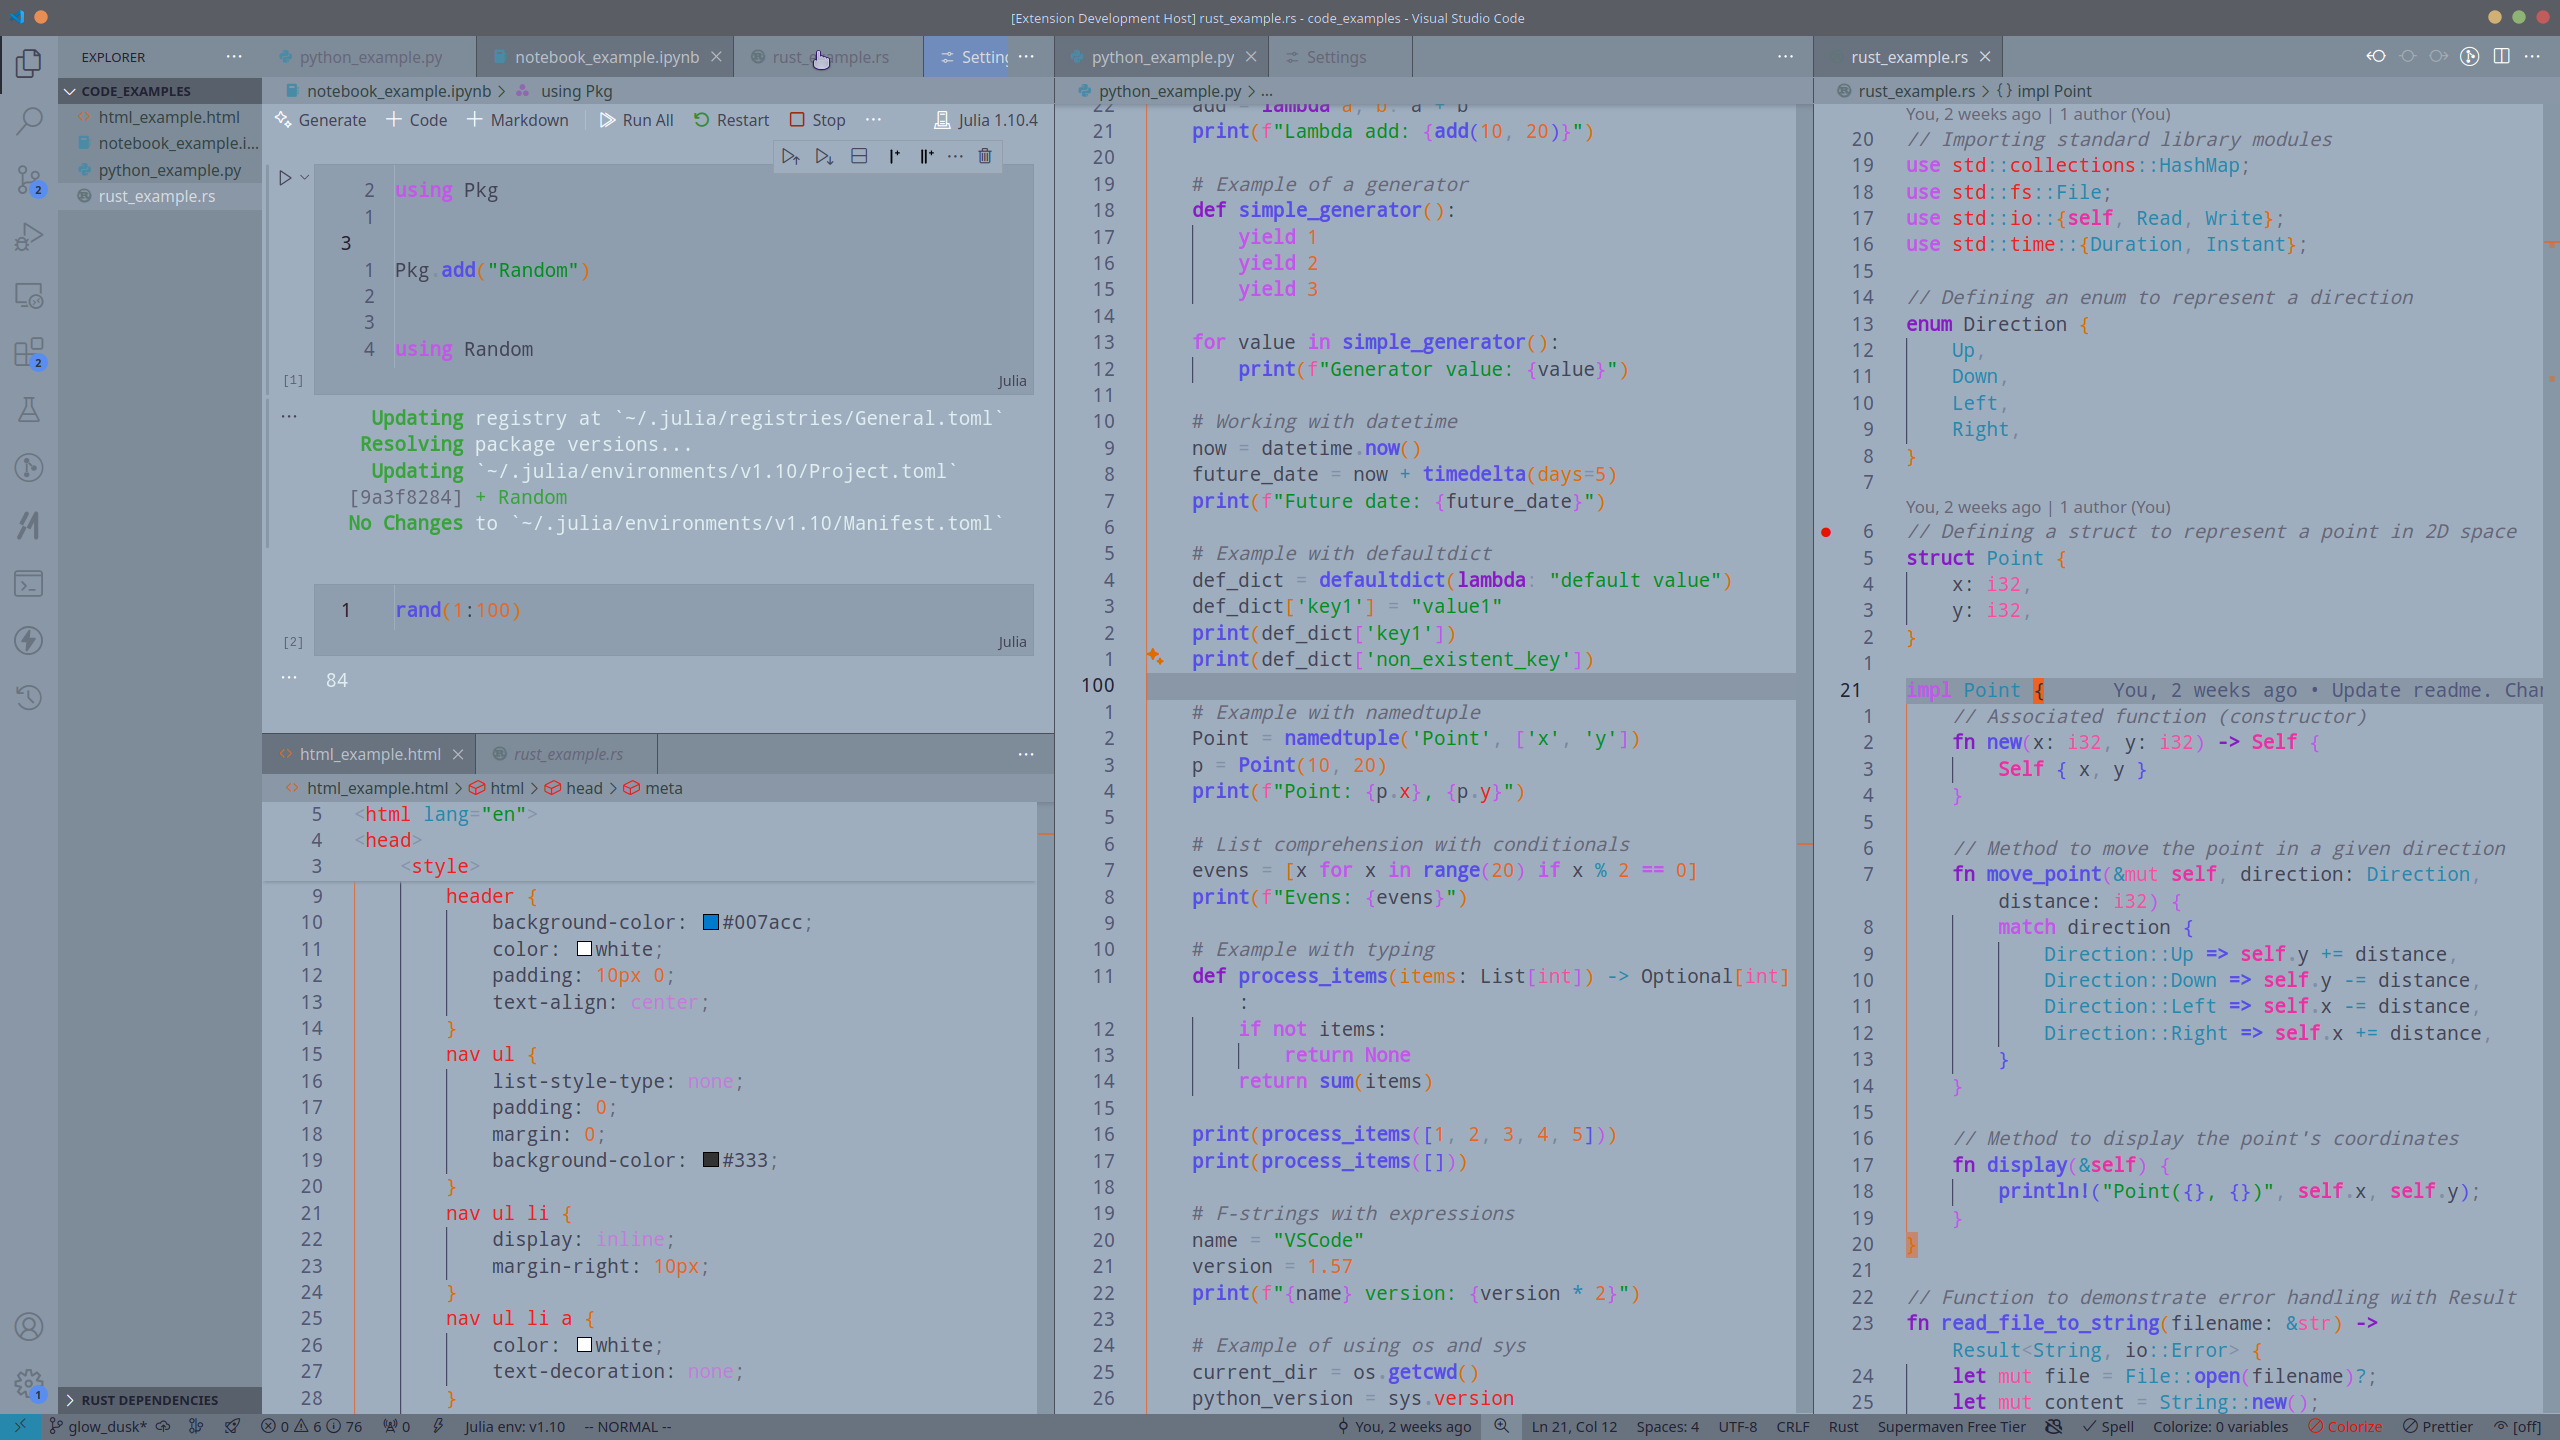 [Extension Development Host] rust_example.rs - code_examples - Visual Studio Code
EXPLORER
CODE_EXAMPLES
html_example.html
notebook_example.i...
python_example.py
rust_example.rs
RUST DEPENDENCIES
2
2
1
python_example.py
notebook_example.ipynb
rust_example.rs
Setting
notebook_example.ipynb > using Pkg
Generate + Code + Markdown Run All Restart Stop ... Julia 1.10.4
2 using Pkg
1
3
1 Pkg.add("Random")
2
3
4 using Random
[1] Julia
Updating registry at `~/.julia/registries/General.toml`
Resolving package versions...
Updating `~/.julia/environments/v1.10/Project.toml`
[9a3f8284] + Random
No Changes to `~/.julia/environments/v1.10/Manifest.toml`
1 rand(1:100)
[2] Julia
84
html_example.html
rust_example.rs
html_example.html > html > head > meta
5 <html lang="en">
4 <head>
3 <style>
9 header {
10 background-color: #007acc;
11 color: white;
12 padding: 10px 0;
13 text-align: center;
14 }
15 nav ul {
16 list-style-type: none;
17 padding: 0;
18 margin: 0;
19 background-color: #333;
20 }
21 nav ul li {
22 display: inline;
23 margin-right: 10px;
24 }
25 nav ul li a {
26 color: white;
27 text-decoration: none;
28 }
python_example.py
Settings
python_example.py > ...
22 add = lambda a, b: a + b
21 print(f"Lambda add: {add(10, 20)}")
20
19 # Example of a generator
18 def simple_generator():
17 yield 1
16 yield 2
15 yield 3
14
13 for value in simple_generator():
12 print(f"Generator value: {value}")
11
10 # Working with datetime
9 now = datetime.now()
8 future_date = now + timedelta(days=5)
7 print(f"Future date: {future_date}")
6
5 # Example with defaultdict
4 def_dict = defaultdict(lambda: "default value")
3 def_dict['key1'] = "value1"
2 print(def_dict['key1'])
1 print(def_dict['non_existent_key'])
100
1 # Example with namedtuple
2 Point = namedtuple('Point', ['x', 'y'])
3 p = Point(10, 20)
4 print(f"Point: {p.x}, {p.y}")
5
6 # List comprehension with conditionals
7 evens = [x for x in range(20) if x % 2 == 0]
8 print(f"Evens: {evens}")
9
10 # Example with typing
11 def process_items(items: List[int]) -> Optional[int]
:
12 if not items:
13 return None
14 return sum(items)
15
16 print(process_items([1, 2, 3, 4, 5]))
17 print(process_items([]))
18
19 # F-strings with expressions
20 name = "VSCode"
21 version = 1.57
22 print(f"{name} version: {version * 2}")
23
24 # Example of using os and sys
25 current_dir = os.getcwd()
26 python_version = sys.version
rust_example.rs
rust_example.rs > {} impl Point
You, 2 weeks ago | 1 author (You)
20 // Importing standard library modules
19 use std::collections::HashMap;
18 use std::fs::File;
17 use std::io::{self, Read, Write};
16 use std::time::{Duration, Instant};
15
14 // Defining an enum to represent a direction
13 enum Direction {
12 Up,
11 Down,
10 Left,
9 Right,
8 }
7
You, 2 weeks ago | 1 author (You)
6 // Defining a struct to represent a point in 2D space
5 struct Point {
4 x: i32,
3 y: i32,
2 }
1
21 impl Point { You, 2 weeks ago • Update readme. Char
1 // Associated function (constructor)
2 fn new(x: i32, y: i32) -> Self {
3 Self { x, y }
4 }
5
6 // Method to move the point in a given direction
7 fn move_point(&mut self, direction: Direction,
distance: i32) {
8 match direction {
9 Direction::Up => self.y += distance,
10 Direction::Down => self.y -= distance,
11 Direction::Left => self.x -= distance,
12 Direction::Right => self.x += distance,
13 }
14 }
15
16 // Method to display the point's coordinates
17 fn display(&self) {
18 println!("Point({}, {})", self.x, self.y);
19 }
20 }
21
22 // Function to demonstrate error handling with Result
23 fn read_file_to_string(filename: &str) ->
Result<String, io::Error> {
24 let mut file = File::open(filename)?;
25 let mut content = String::new();
glow_dusk* 0 6 76 0 Julia env: v1.10 -- NORMAL -- You, 2 weeks ago Ln 21, Col 12 Spaces: 4 UTF-8 CRLF Rust Supermaven Free Tier Spell Colorize: 0 variables Colorize Prettier [off]